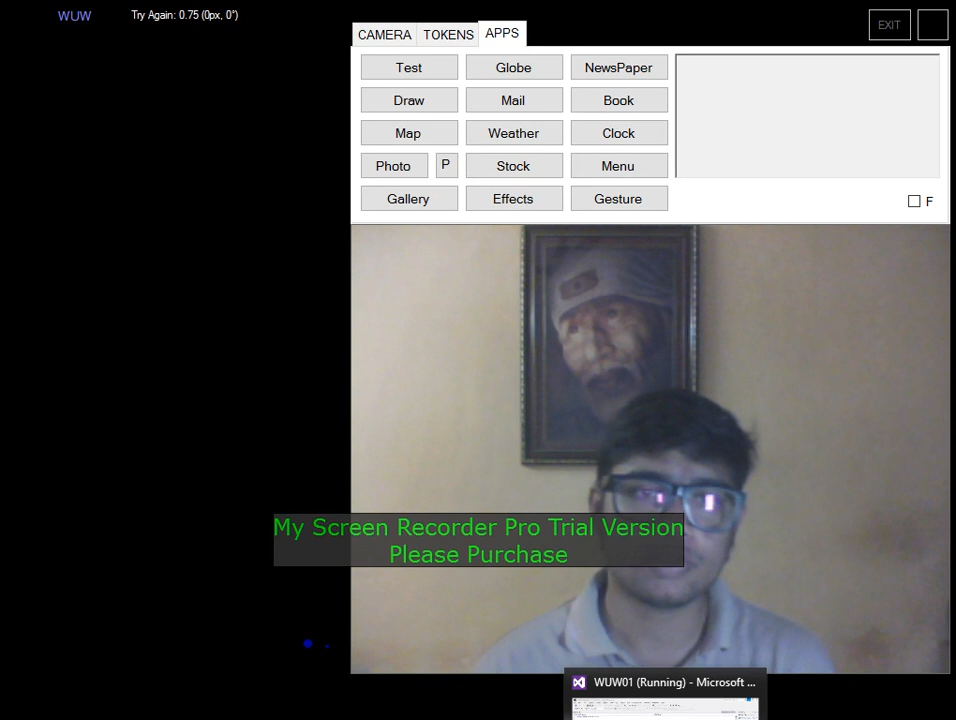 WUW
Try Again: 0.75 (0px, 0°)
EXIT
CAMERA TOKENS APPS
Test Globe NewsPaper
Draw Mail Book
Map Weather Clock
Photo P Stock Menu
Gallery Effects Gesture
F
My Screen Recorder Pro Trial Version
Please Purchase
WUW01 (Running) - Microsoft ...